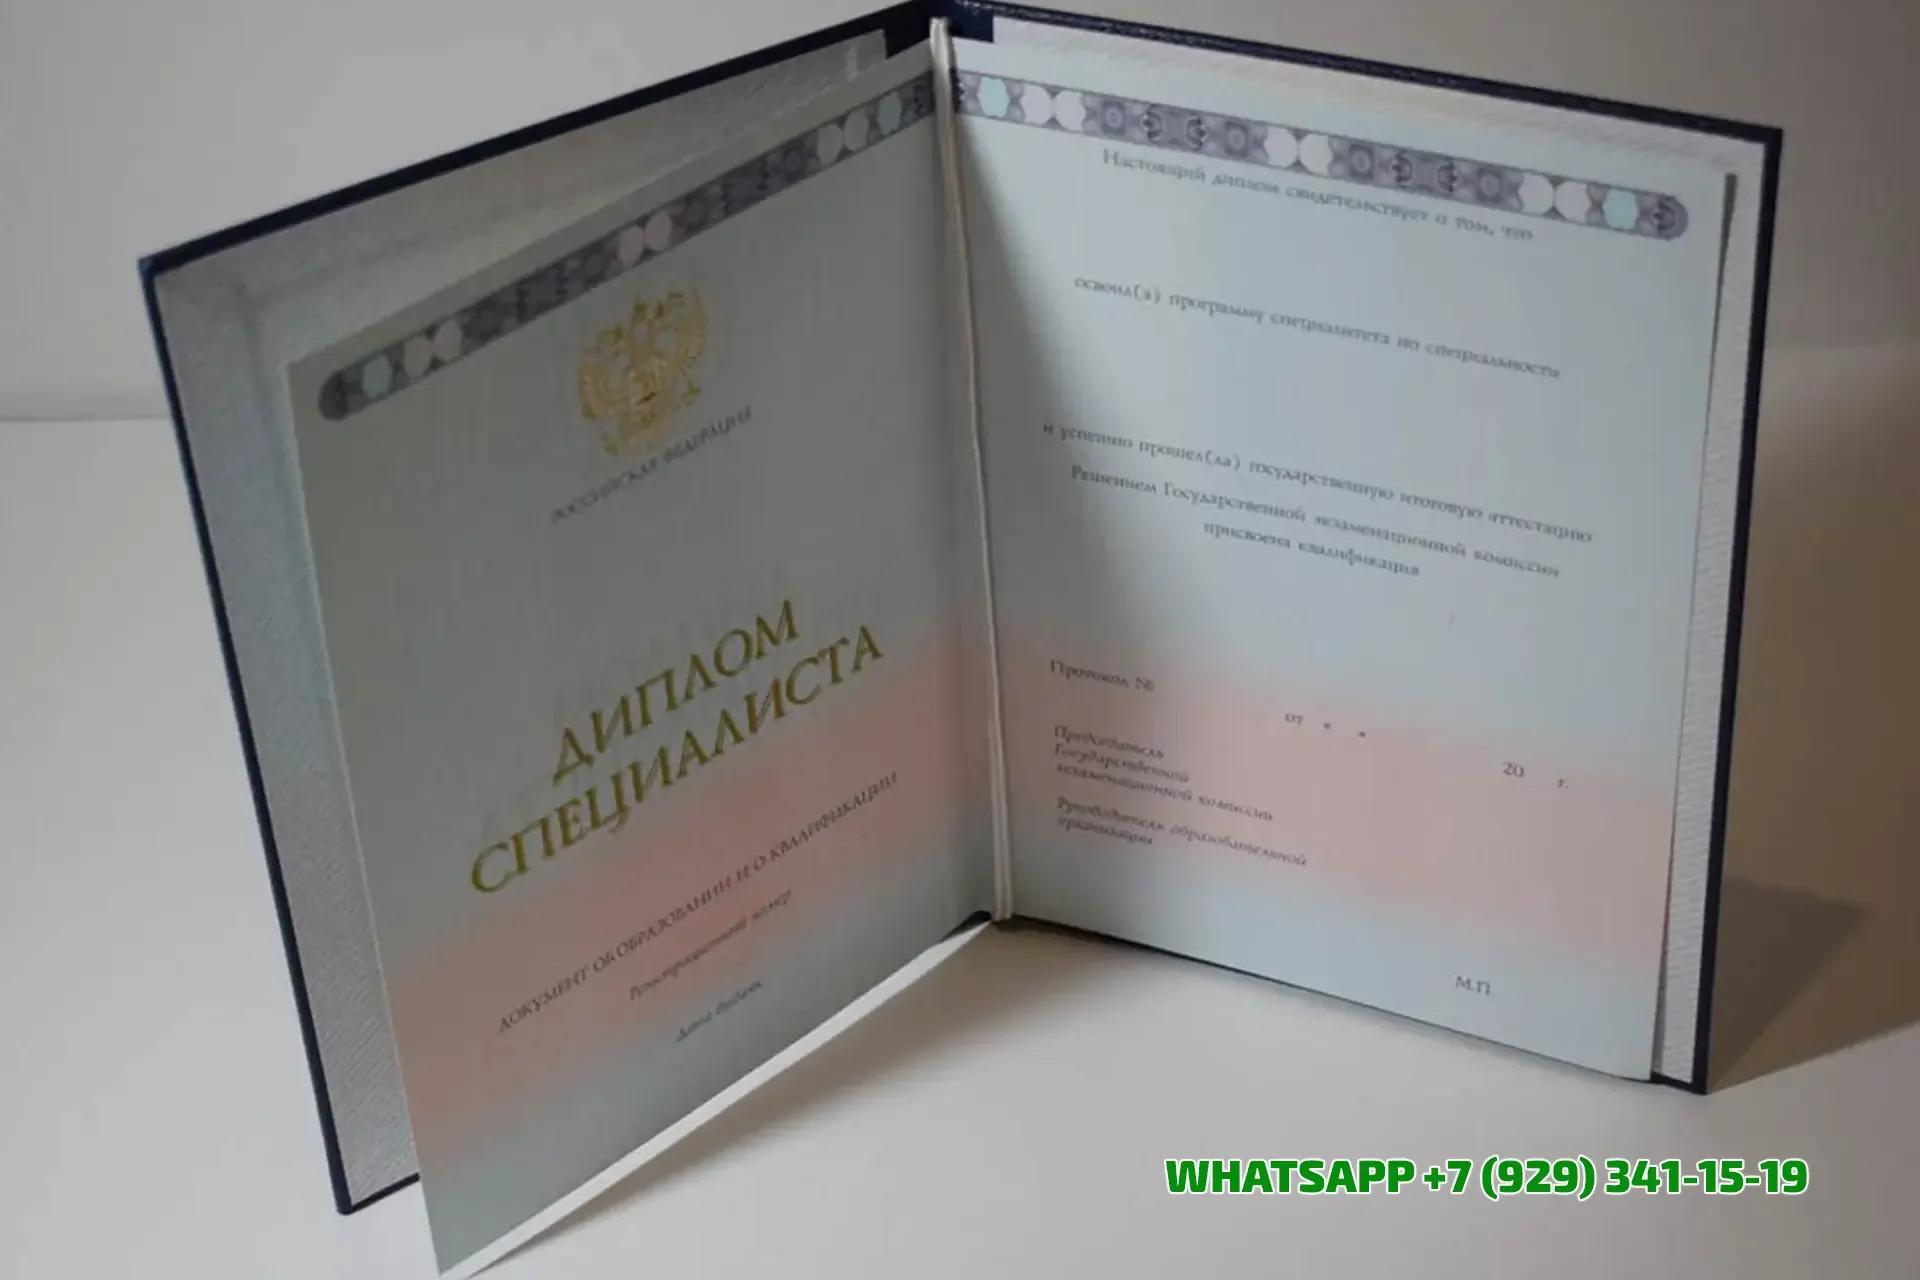 РОССИЙСКАЯ ФЕДЕРАЦИЯ
ДИПЛОМ
СПЕЦИАЛИСТА
ДОКУМЕНТ ОБ ОБРАЗОВАНИИ И О КВАЛИФИКАЦИИ
Регистрационный номер
Дата выдачи
Настоящий диплом свидетельствует о том, что
освоил(а) программу специалитета по специальности
и успешно прошел(ла) государственную итоговую аттестацию
Решением Государственной экзаменационной комиссии
присвоена квалификация
Протокол №
от « »
20 г.
Председатель
Государственной
экзаменационной комиссии
Руководитель образовательной
организации
М.П.
WHATSAPP +7 (929) 341-15-19